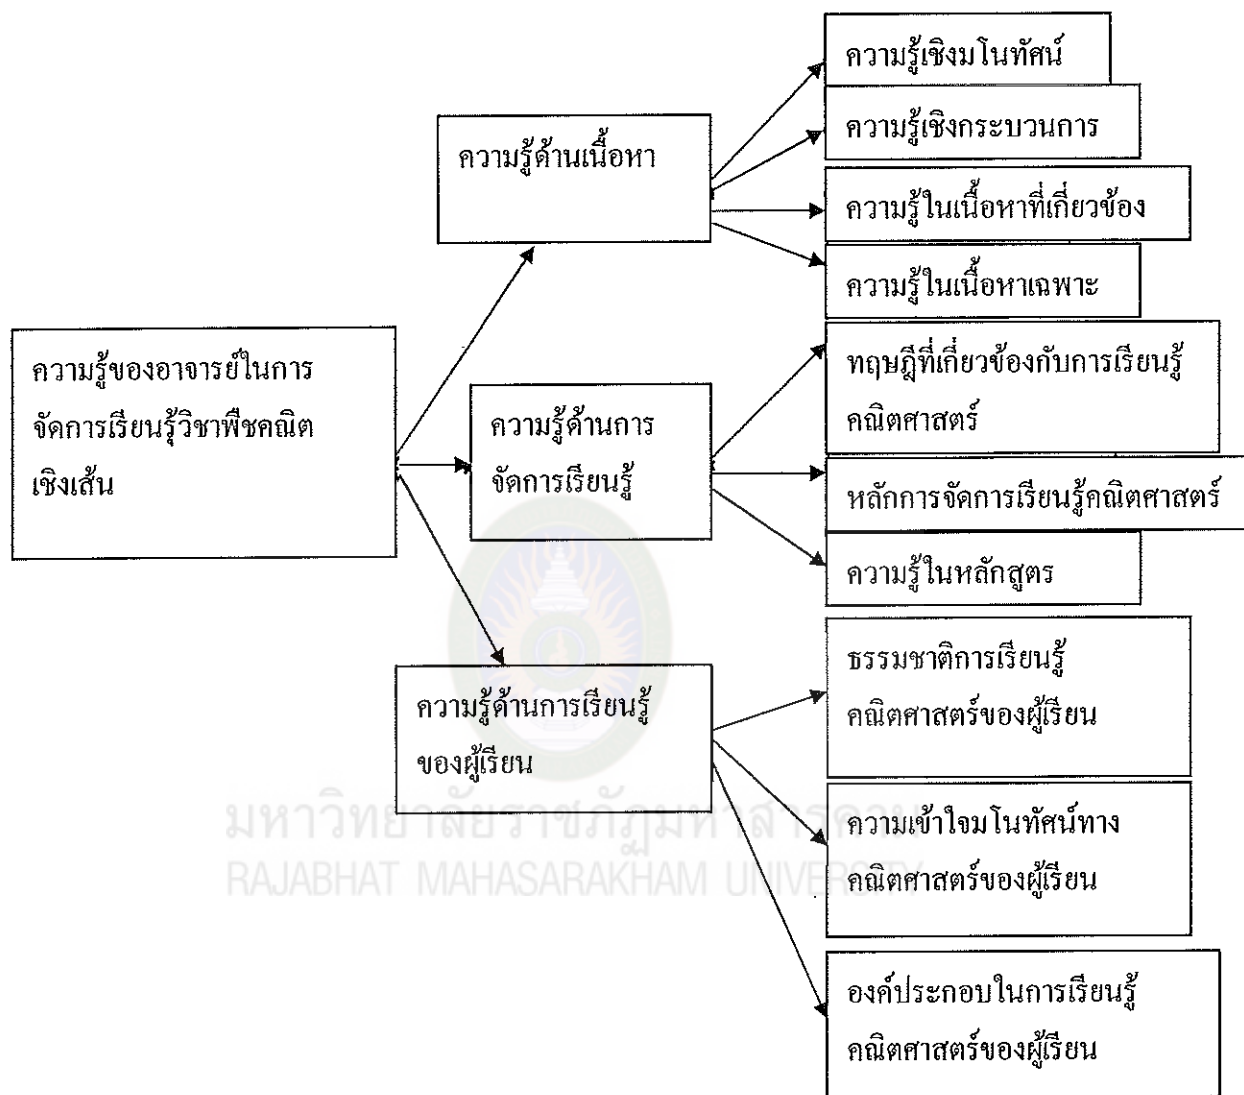 ความรู้ของอาจารย์ในการ
จัดการเรียนรู้วิชาพีชคณิต
เชิงเส้น
ความรู้ด้านเนื้อหา
ความรู้เชิงมโนทัศน์
ความรู้เชิงกระบวนการ
ความรู้ในเนื้อหาที่เกี่ยวข้อง
ความรู้ในเนื้อหาเฉพาะ
ความรู้ด้านการ
จัดการเรียนรู้
ทฤษฎีที่เกี่ยวข้องกับการเรียนรู้
คณิตศาสตร์
หลักการจัดการเรียนรู้คณิตศาสตร์
ความรู้ในหลักสูตร
ความรู้ด้านการเรียนรู้
ของผู้เรียน
ธรรมชาติการเรียนรู้
คณิตศาสตร์ของผู้เรียน
ความเข้าใจมโนทัศน์ทาง
คณิตศาสตร์ของผู้เรียน
องค์ประกอบในการเรียนรู้
คณิตศาสตร์ของผู้เรียน
มหาวิทยาลัยราชภัฏมหาสารคาม
RAJABHAT MAHASARAKHAM UNIVERSITY